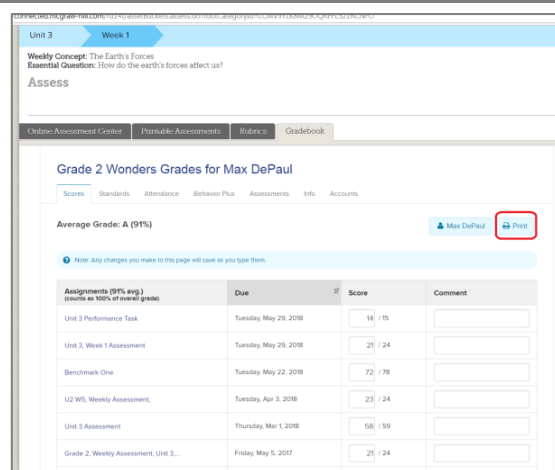 Unit 3 Week 1
Weekly Concept: The Earth's Forces
Essential Question: How do the earth's forces affect us?
Assess
Online Assessment Center Printable Assessments Rubrics Gradebook
Grade 2 Wonders Grades for Max DePaul
Scores Standards Attendance Behavior Plus Assessments Info Accounts
Average Grade: A (91%) Max DePaul Print
Note: Any changes you make to this page will save as you type them.
Assignments (91% avg.) Due Score Comment
(counts as 100% of overall grade)
Unit 3 Performance Task Tuesday, May 29, 2018 14 / 15
Unit 3, Week 1 Assessment Tuesday, May 29, 2018 21 / 24
Benchmark One Tuesday, May 22, 2018 72 / 78
U2 W5, Weekly Assessment, Tuesday, Apr 3, 2018 23 / 24
Unit 3 Assessment Thursday, Mar 1, 2018 58 / 59
Grade 2, Weekly Assessment, Unit 3,... Friday, May 5, 2017 21 / 24